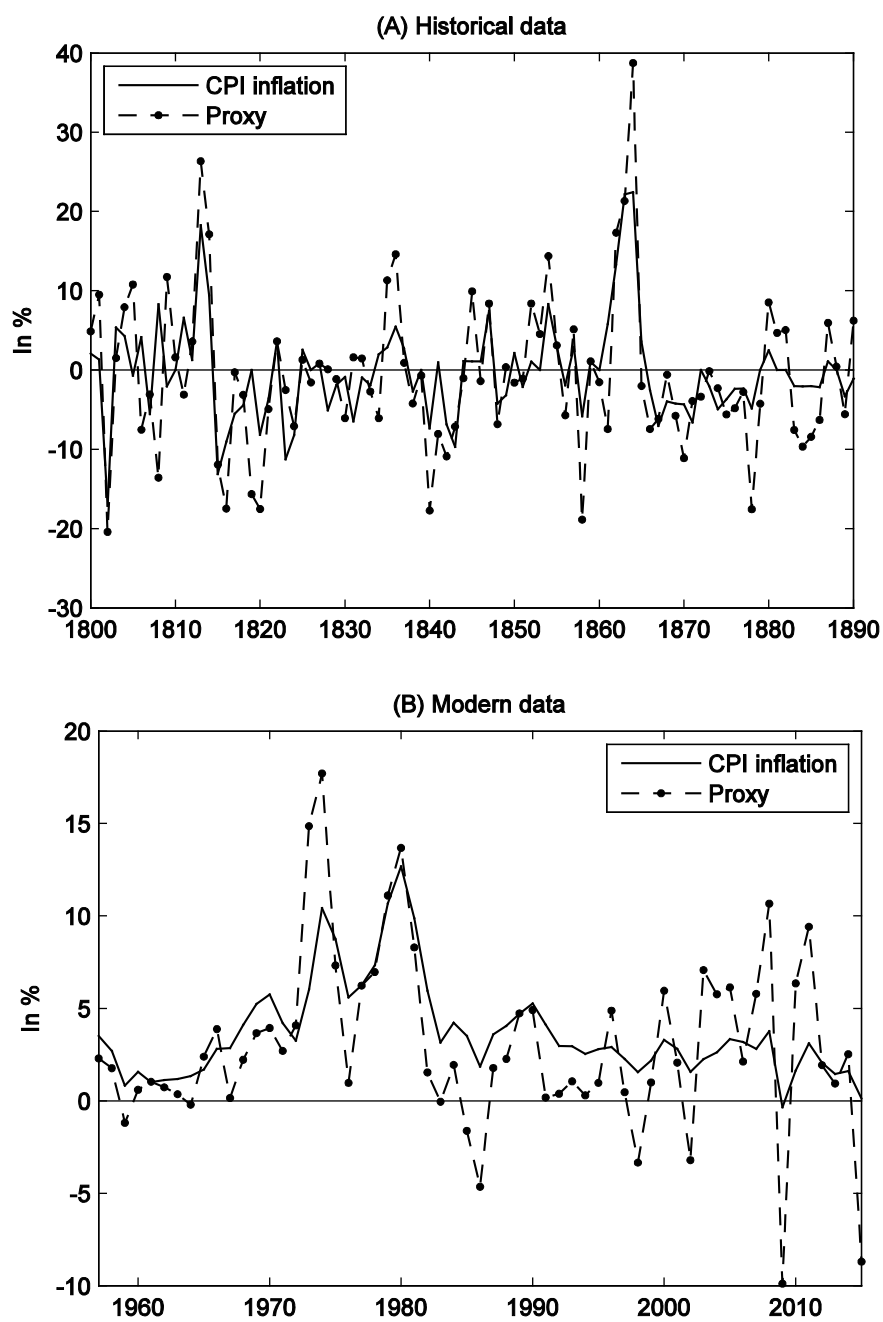 (A) Historical data
40
CPI inflation
Proxy
30
20
10
In %
0
-10
-20
-30
1800 1810 1820 1830 1840 1850 1860 1870 1880 1890
(B) Modern data
20
CPI inflation
Proxy
15
10
5
In %
0
-5
-10
1960 1970 1980 1990 2000 2010